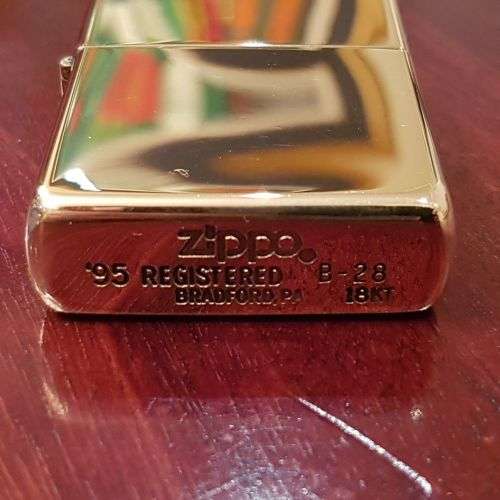 zippo
'95 REGISTERED B-28
BRADFORD, PA 18KT